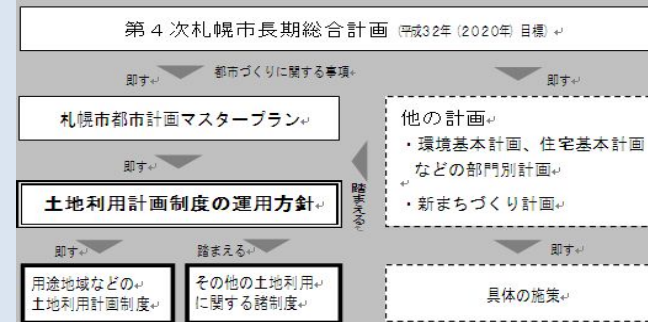 第4次札幌市長期総合計画 (平成32年 (2020年) 目標)
即す
都市づくりに関する事項
即す
札幌市都市計画マスタープラン
即す
土地利用計画制度の運用方針
即す
踏まえる
用途地域などの
土地利用計画制度
その他の土地利用
に関する諸制度
踏まえる
他の計画
・環境基本計画、住宅基本計画
などの部門別計画
・新まちづくり計画
即す
具体の施策